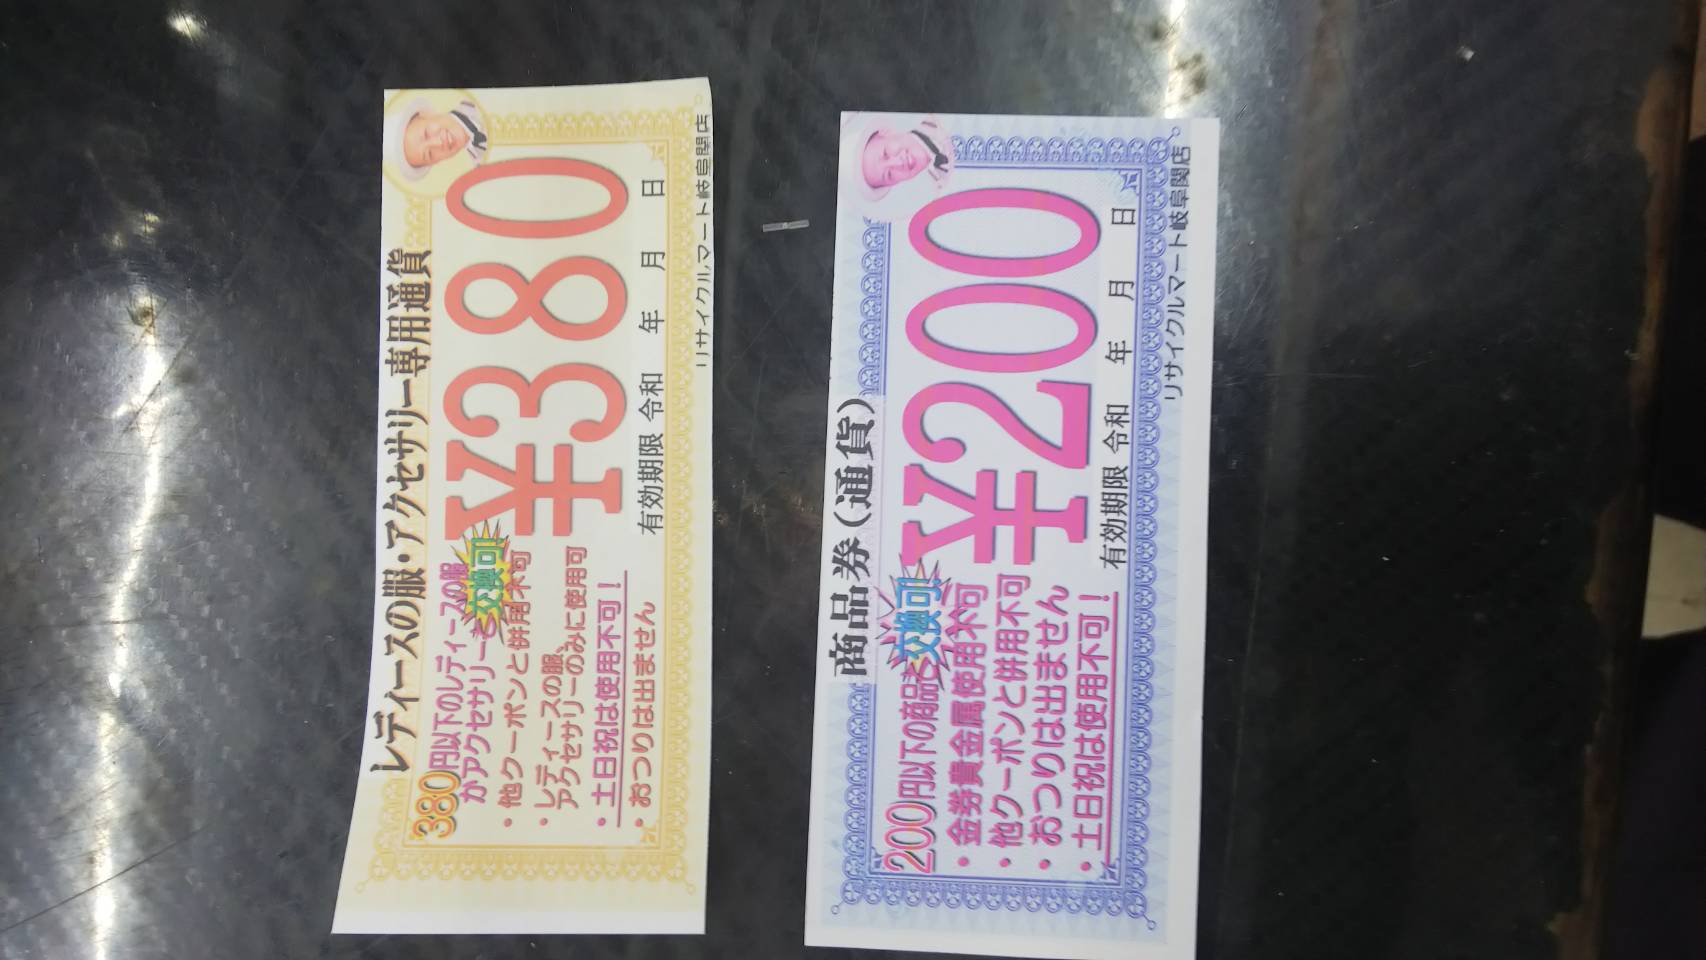 レディースの服・アクセサリー専用通貨
380円以下のレディースの服
かアクセサリーと交換可
・他クーポンと併用不可
・レディースの服、
アクセサリーのみに使用可
・土日祝は使用不可！
・おつりは出ません
¥380
有効期限 令和 年 月 日
リサイクルマート岐阜関店
商品券(通貨)
200円以下の商品と交換可
・金券貴金属使用不可
・他クーポンと併用不可
・おつりは出ません
・土日祝は使用不可！
¥200
有効期限 令和 年 月 日
リサイクルマート岐阜関店